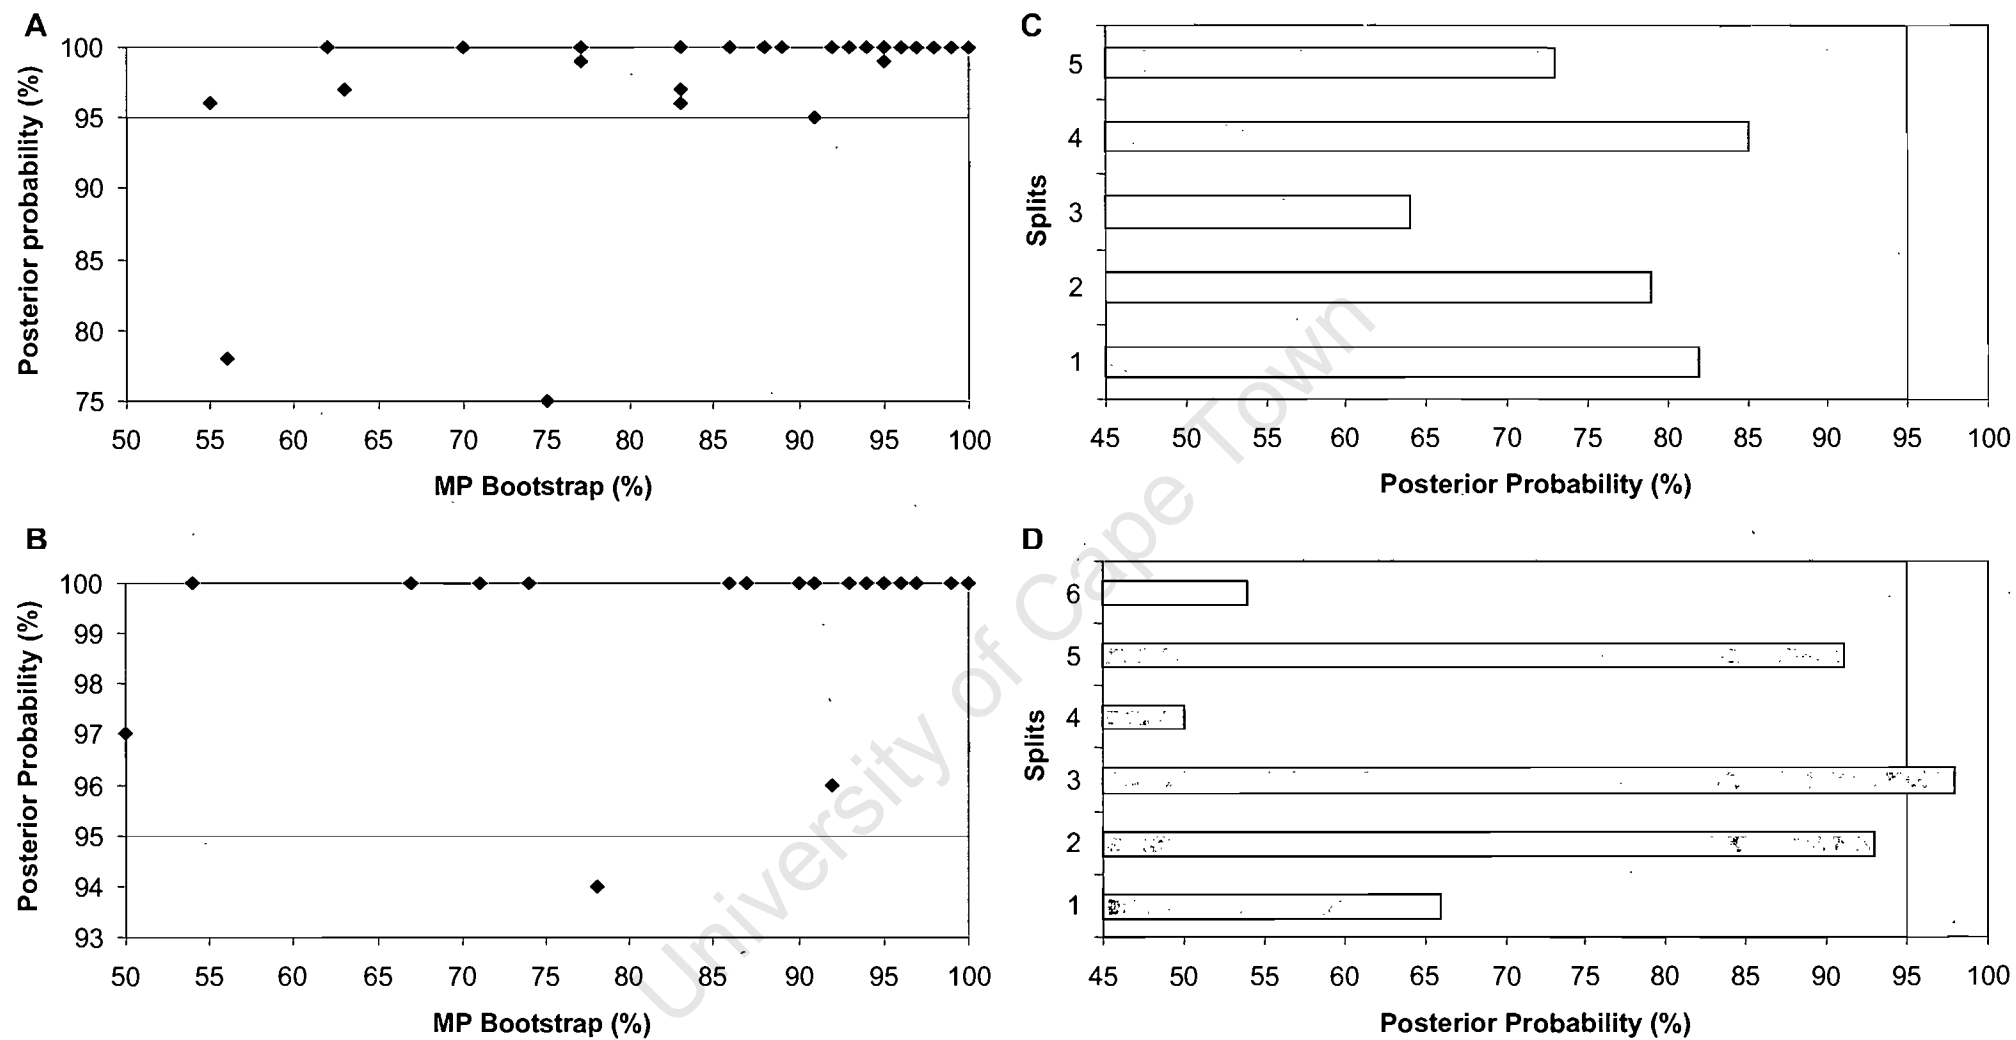 A
Posterior probability (%)
100
95
90
85
80
75
50 55 60 65 70 75 80 85 90 95 100
MP Bootstrap (%)
C
Splits
5
4
3
2
1
45 50 55 60 65 70 75 80 85 90 95 100
Posterior Probability (%)
B
Posterior Probability (%)
100
99
98
97
96
95
94
93
50 55 60 65 70 75 80 85 90 95 100
MP Bootstrap (%)
D
Splits
6
5
4
3
2
1
45 50 55 60 65 70 75 80 85 90 95 100
Posterior Probability (%)
University of Cape Town